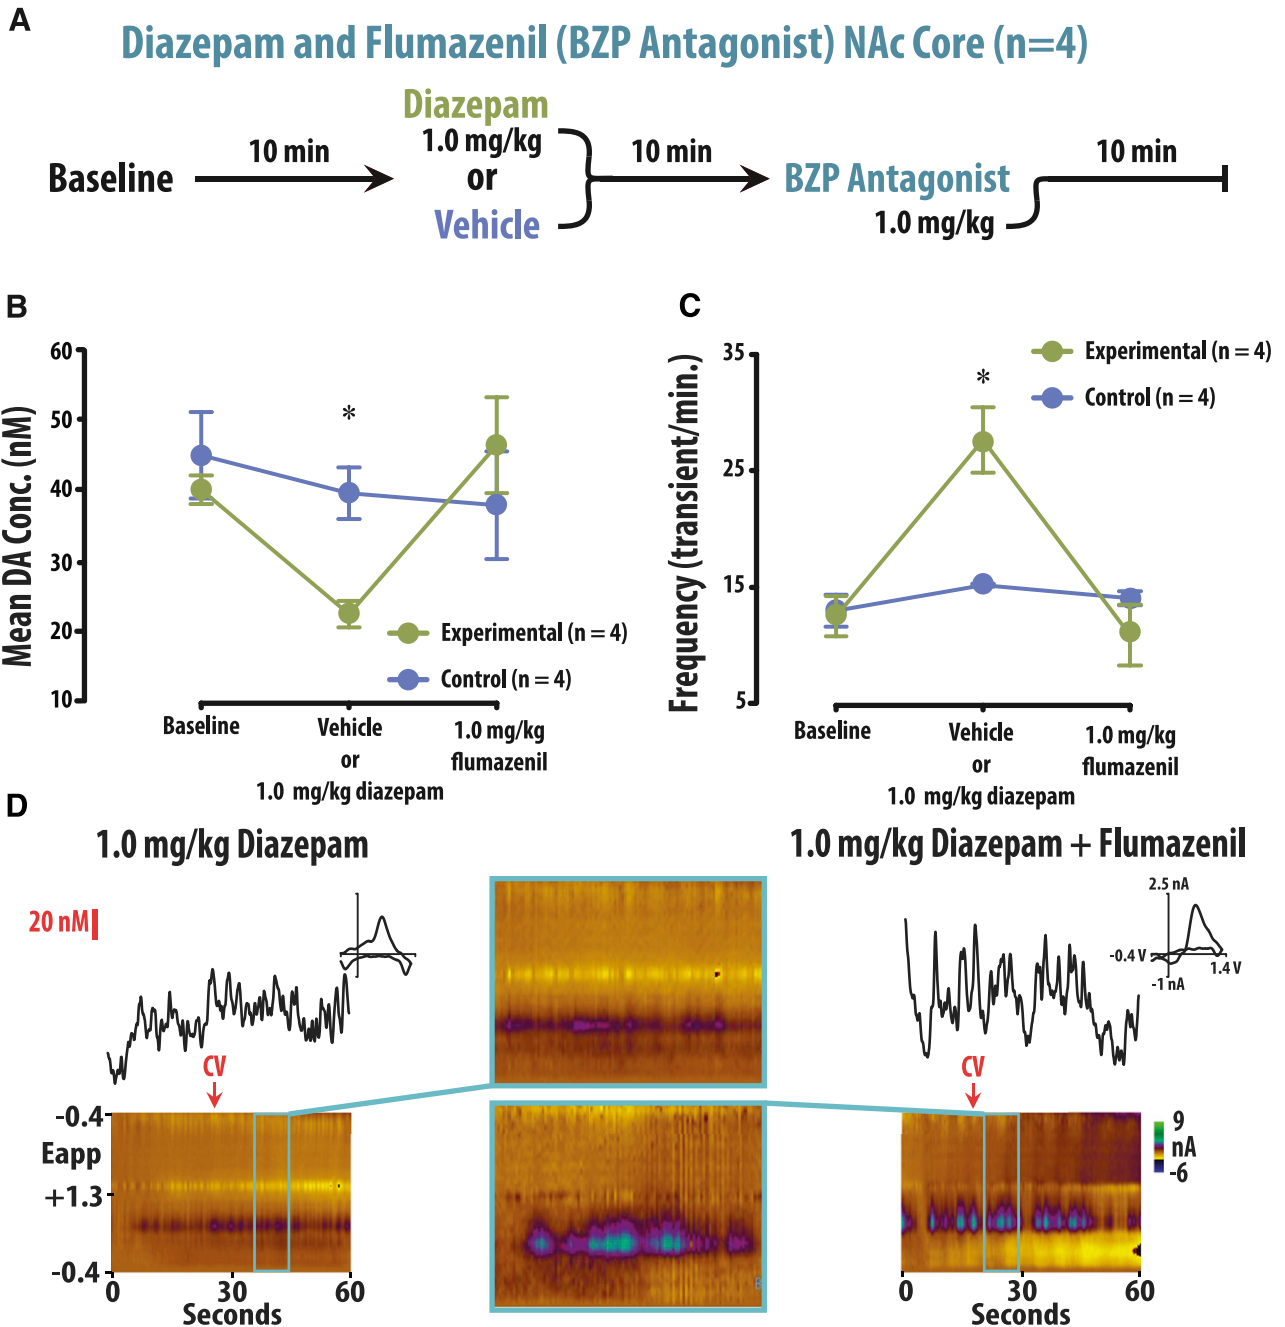 A
Diazepam and Flumazenil (BZP Antagonist) NAc Core (n=4)
Diazepam
1.0 mg/kg
or
Vehicle
Baseline
10 min
10 min
BZP Antagonist
1.0 mg/kg
10 min
B
Mean DA Conc. (nM)
60
50
40
30
20
10
*
Experimental (n = 4)
Control (n = 4)
Baseline
Vehicle
or
1.0 mg/kg diazepam
1.0 mg/kg
flumazenil
C
Frequency (transient/min.)
35
25
15
5
*
Experimental (n = 4)
Control (n = 4)
Baseline
Vehicle
or
1.0 mg/kg diazepam
1.0 mg/kg
flumazenil
D
1.0 mg/kg Diazepam
20 nM
CV
-0.4
Eapp
+1.3
-0.4
0 30 60
Seconds
1.0 mg/kg Diazepam + Flumazenil
2.5 nA
-0.4 V
1.4 V
-1 nA
CV
9
nA
-6
0 30 60
Seconds